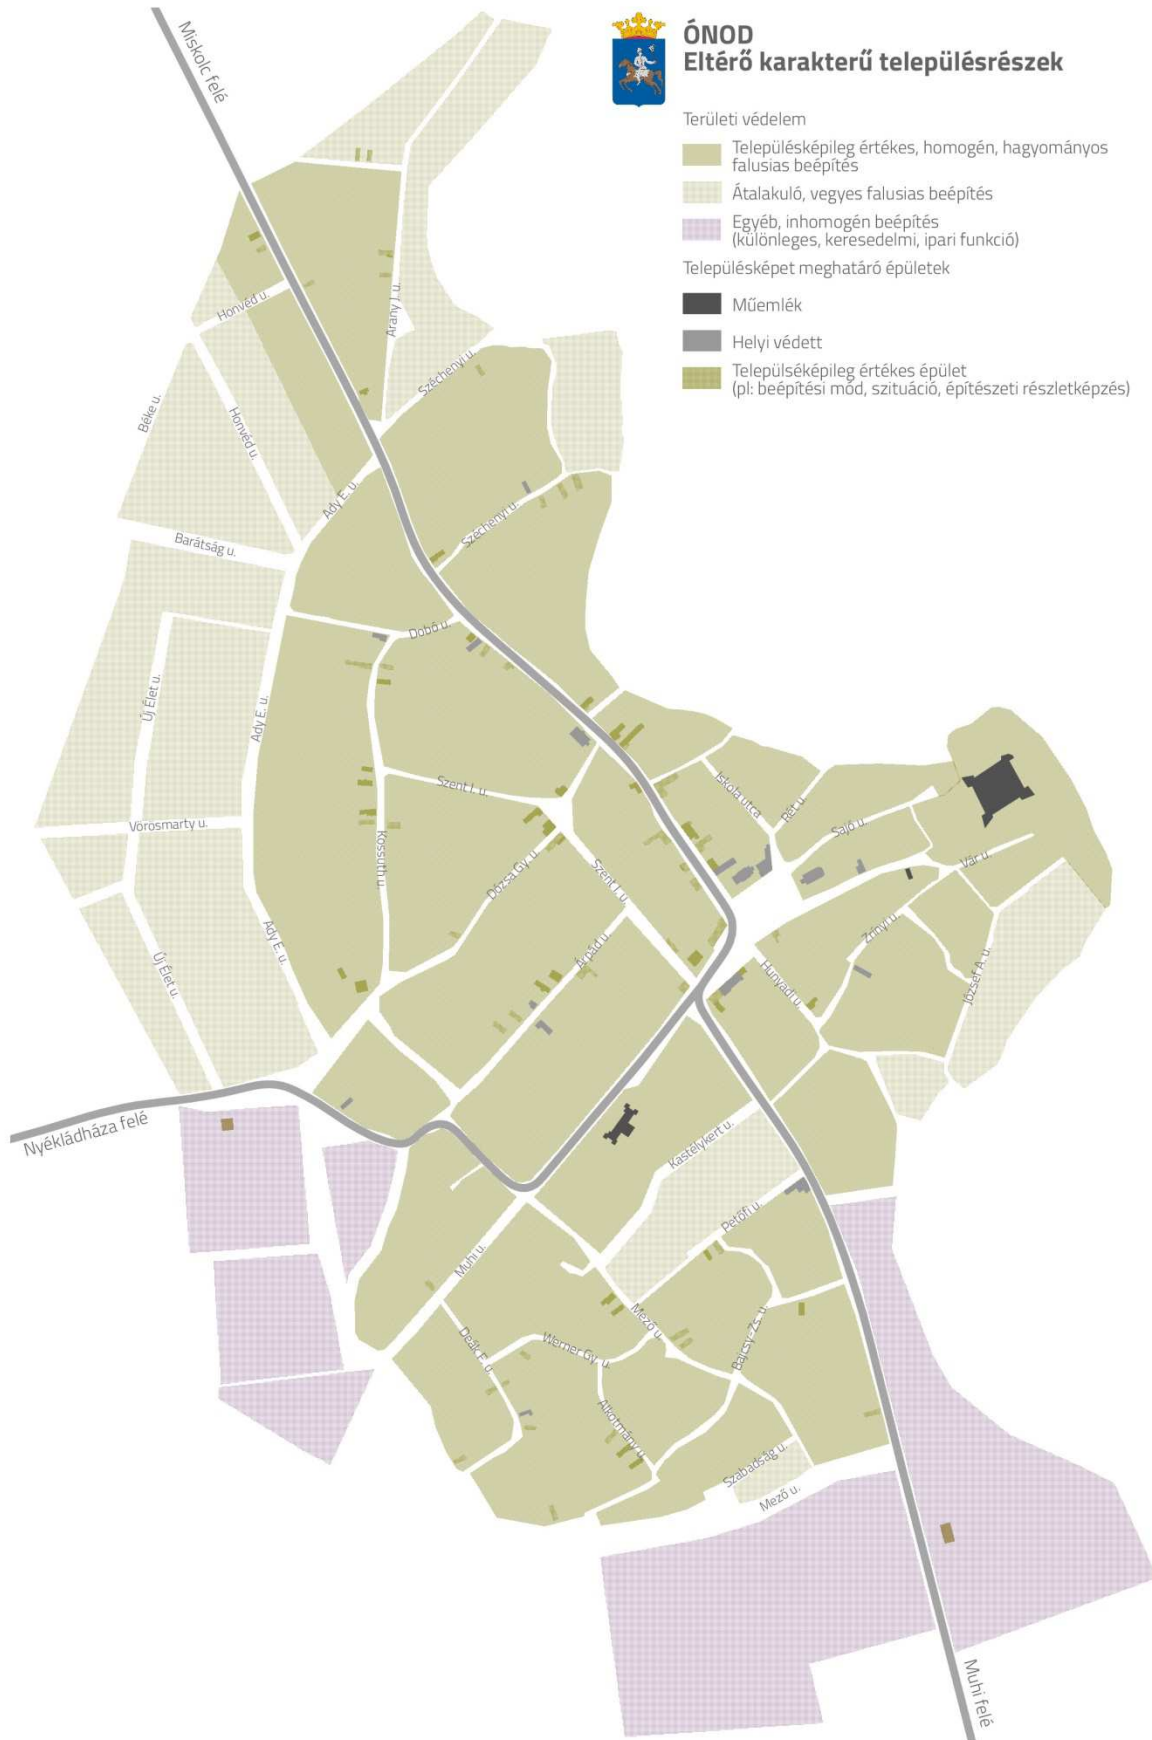 ÓNOD
Eltérő karakterű településrészek
Területi védelem
Településképileg értékes, homogén, hagyományos
falusias beépítés
Átalakuló, vegyes falusias beépítés
Egyéb, inhomogén beépítés
(különleges, keresedelmi, ipari funkció)
Településképet meghatáró épületek
Műemlék
Helyi védett
Telepulséképileg értékes épület
(pl: beépítési mód, szituáció, építészeti részletképzés)
Miskolc felé
Honvéd u.
Arany J. u.
Széchenyi u.
Béke u.
Honvéd u.
Ady E. u.
Széchenyi u.
Barátság u.
Dobó u.
Új Élet u.
Ady E. u.
Szent I. u.
Iskola utca
Rét u.
Sajó u.
Vörösmarty u.
Kossuth u.
Dózsa Gy. u.
Szent I. u.
Vár u.
Zrínyi u.
Ady E. u.
Árpád u.
Új Élet u.
Hunyadi u.
József A. u.
Nyékládháza felé
Kastélykert u.
Petőfi u.
Muhi u.
Mező u.
Bajcsy-Zs. u.
Deák F. u.
Werner Gy. u.
Alkotmány u.
Szabadság u.
Mező u.
Muhi felé